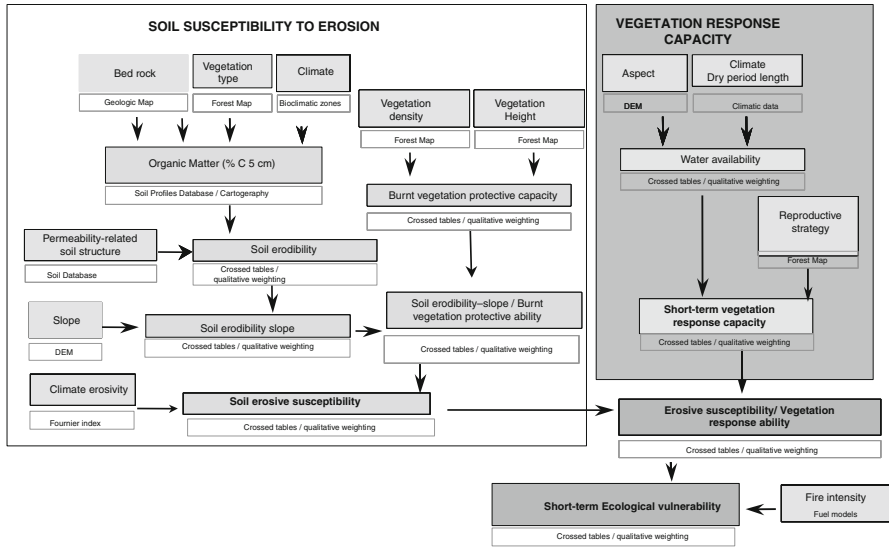 SOIL SUSCEPTIBILITY TO EROSION
Bed rock
Geologic Map
Vegetation
type
Forest Map
Climate
Bioclimatic zones
Vegetation
density
Forest Map
Vegetation
Height
Forest Map
Organic Matter (% C 5 cm)
Soil Profiles Database / Cartography
Burnt vegetation protective capacity
Crossed tables / qualitative weighting
Permeability-related
soil structure
Soil Database
Soil erodibility
Crossed tables /
qualitative weighting
Slope
DEM
Soil erodibility slope
Crossed tables / qualitative weighting
Soil erodibility–slope / Burnt
vegetation protective ability
Crossed tables / qualitative weighting
Climate erosivity
Fournier index
Soil erosive susceptibility
Crossed tables / qualitative weighting
VEGETATION RESPONSE
CAPACITY
Aspect
DEM
Climate
Dry period length
Climatic data
Water availability
Crossed tables / qualitative weighting
Reproductive
strategy
Forest Map
Short-term vegetation
response capacity
Crossed tables / qualitative weighting
Erosive susceptibility/ Vegetation
response ability
Crossed tables / qualitative weighting
Short-term Ecological vulnerability
Crossed tables / qualitative weighting
Fire intensity
Fuel models